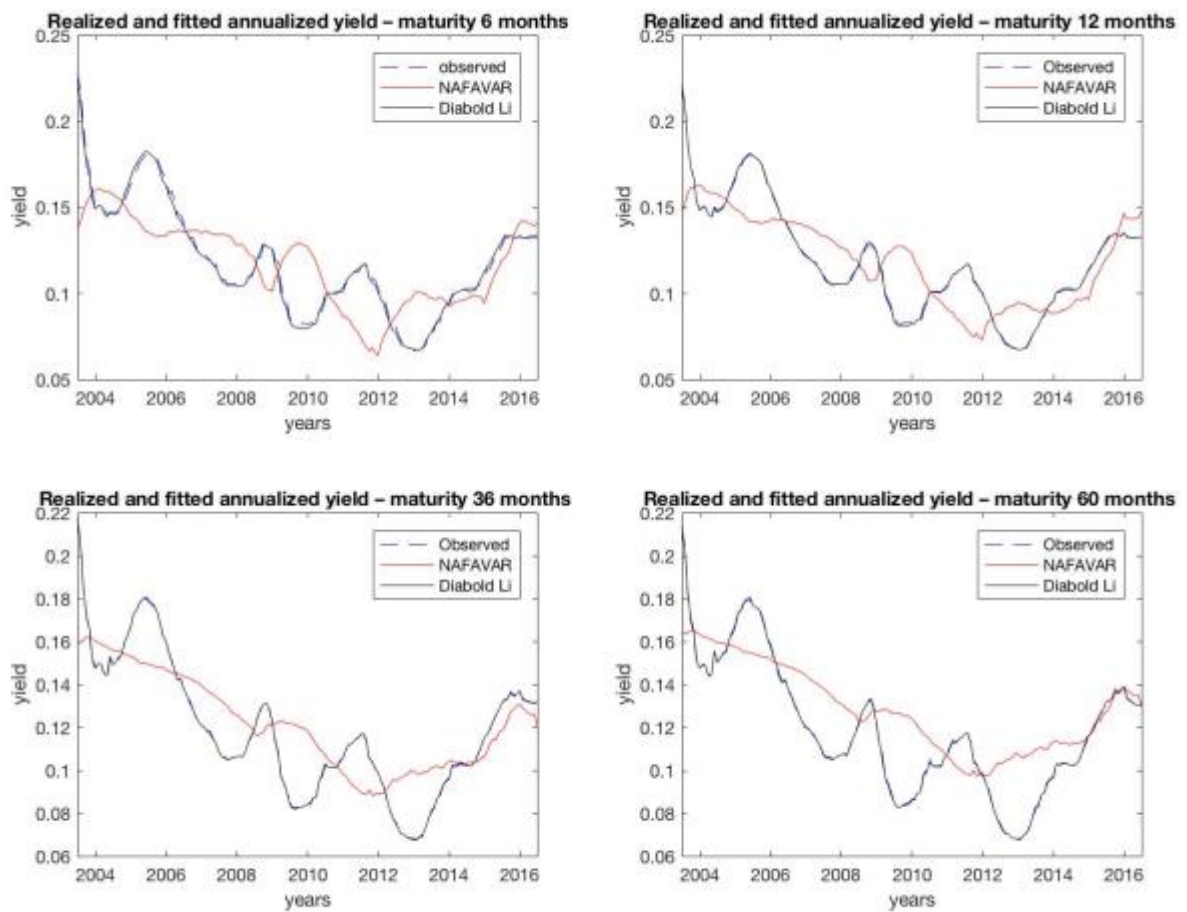 Realized and fitted annualized yield – maturity 6 months
0.25
0.2
0.15
0.1
0.05
yield
observed
NAFAVAR
Diabold Li
2004 2006 2008 2010 2012 2014 2016
years
Realized and fitted annualized yield – maturity 12 months
0.25
0.2
0.15
0.1
0.05
yield
Observed
NAFAVAR
Diabold Li
2004 2006 2008 2010 2012 2014 2016
years
Realized and fitted annualized yield – maturity 36 months
0.22
0.2
0.18
0.16
0.14
0.12
0.1
0.08
0.06
yield
Observed
NAFAVAR
Diabold Li
2004 2006 2008 2010 2012 2014 2016
years
Realized and fitted annualized yield – maturity 60 months
0.22
0.2
0.18
0.16
0.14
0.12
0.1
0.08
0.06
yield
Observed
NAFAVAR
Diabold Li
2004 2006 2008 2010 2012 2014 2016
years